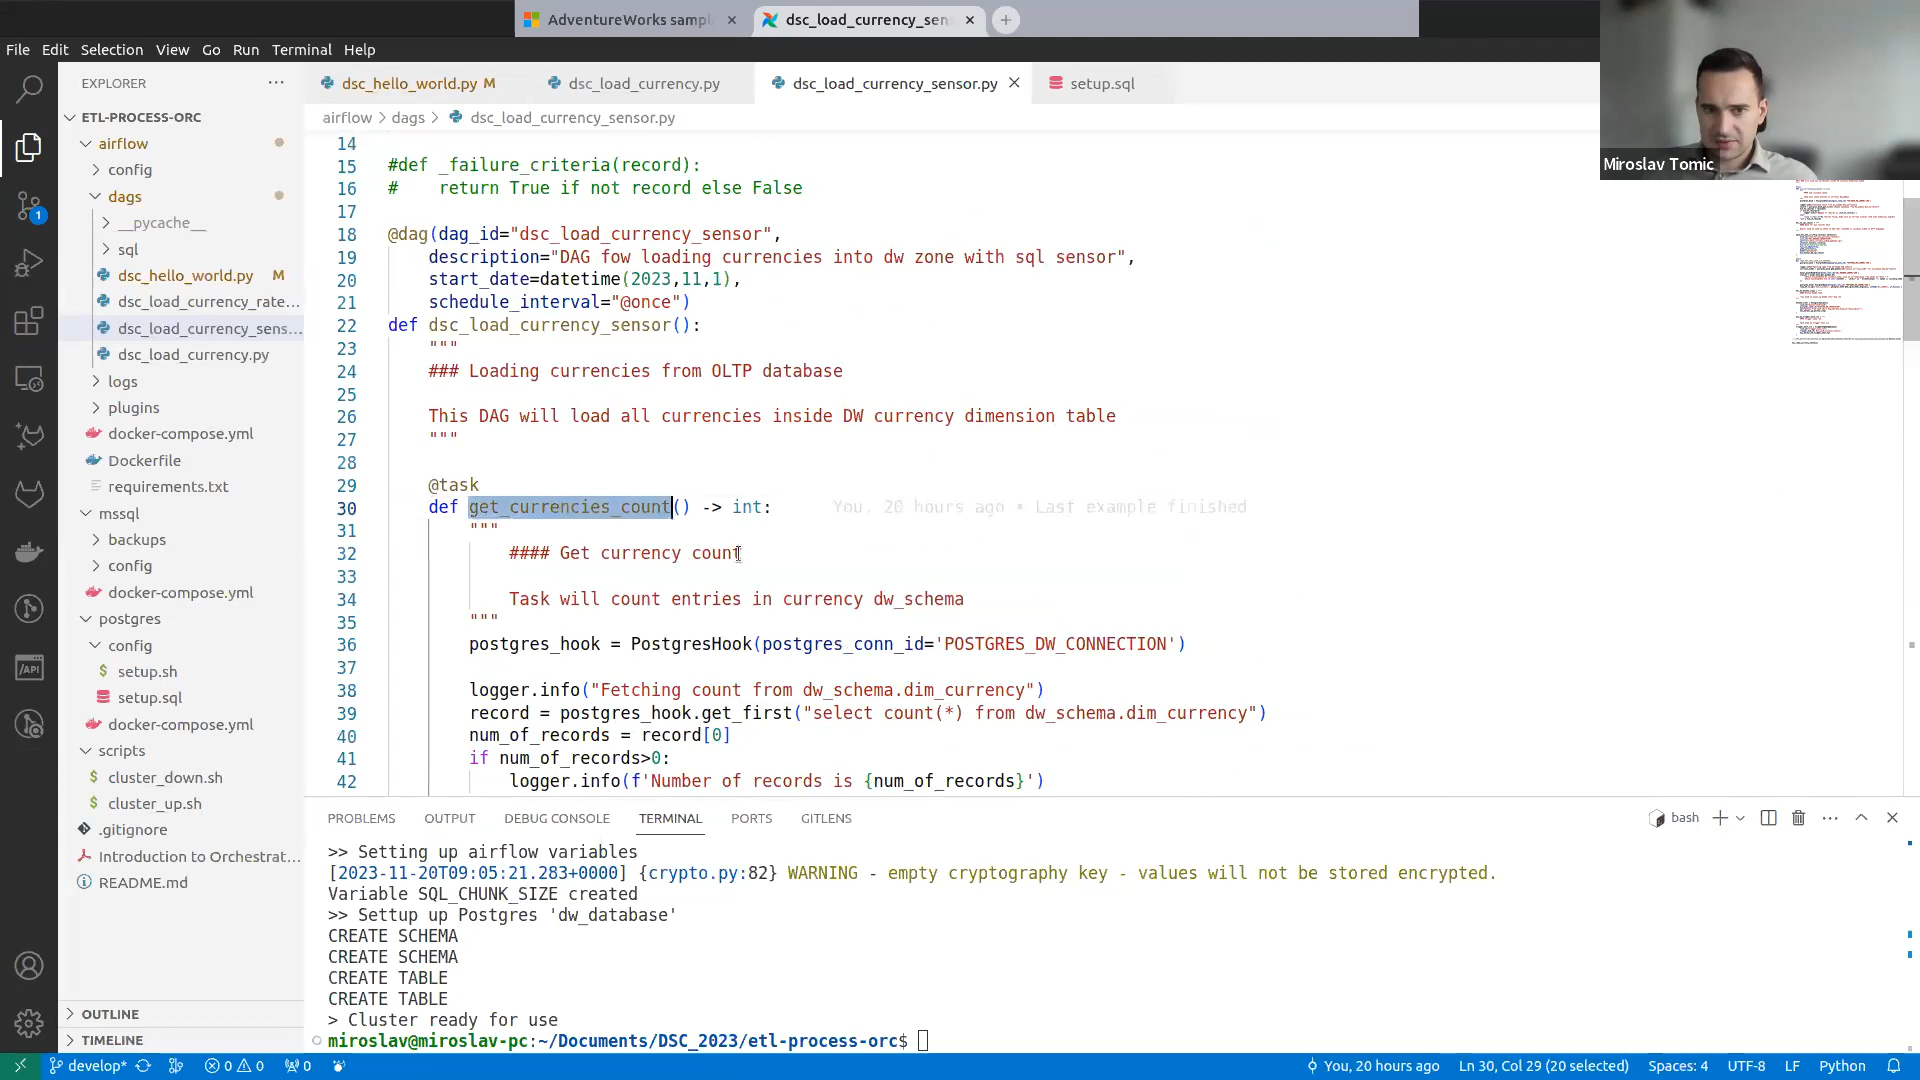 AdventureWorks sampl
dsc_load_currency_sen
File Edit Selection View Go Run Terminal Help
EXPLORER
dsc_hello_world.py M
dsc_load_currency.py
dsc_load_currency_sensor.py
setup.sql
Miroslav Tomic
airflow > dags > dsc_load_currency_sensor.py
ETL-PROCESS-ORC
airflow
config
dags
__pycache__
sql
dsc_hello_world.py M
dsc_load_currency_rate...
dsc_load_currency_sens...
dsc_load_currency.py
logs
plugins
docker-compose.yml
Dockerfile
requirements.txt
mssql
backups
config
docker-compose.yml
postgres
config
setup.sh
setup.sql
docker-compose.yml
scripts
cluster_down.sh
cluster_up.sh
.gitignore
Introduction to Orchestrat...
README.md
OUTLINE
TIMELINE
1
API
14
15 #def _failure_criteria(record):
16 #    return True if not record else False
17
18 @dag(dag_id="dsc_load_currency_sensor",
19     description="DAG fow loading currencies into dw zone with sql sensor",
20     start_date=datetime(2023,11,1),
21     schedule_interval="@once")
22 def dsc_load_currency_sensor():
23     """
24     ### Loading currencies from OLTP database
25
26     This DAG will load all currencies inside DW currency dimension table
27     """
28
29     @task
30     def get_currencies_count() -> int: You, 20 hours ago • Last example finished
31         """
32             #### Get currency count
33
34             Task will count entries in currency dw_schema
35         """
36         postgres_hook = PostgresHook(postgres_conn_id='POSTGRES_DW_CONNECTION')
37
38         logger.info("Fetching count from dw_schema.dim_currency")
39         record = postgres_hook.get_first("select count(*) from dw_schema.dim_currency")
40         num_of_records = record[0]
41         if num_of_records>0:
42             logger.info(f'Number of records is {num_of_records}')
PROBLEMS OUTPUT DEBUG CONSOLE TERMINAL PORTS GITLENS
bash
>> Setting up airflow variables
[2023-11-20T09:05:21.283+0000] {crypto.py:82} WARNING - empty cryptography key - values will not be stored encrypted.
Variable SQL_CHUNK_SIZE created
>> Settup up Postgres 'dw_database'
CREATE SCHEMA
CREATE SCHEMA
CREATE TABLE
CREATE TABLE
> Cluster ready for use
miroslav@miroslav-pc:~/Documents/DSC_2023/etl-process-orc$
develop* 0 0 0 You, 20 hours ago Ln 30, Col 29 (20 selected) Spaces: 4 UTF-8 LF Python